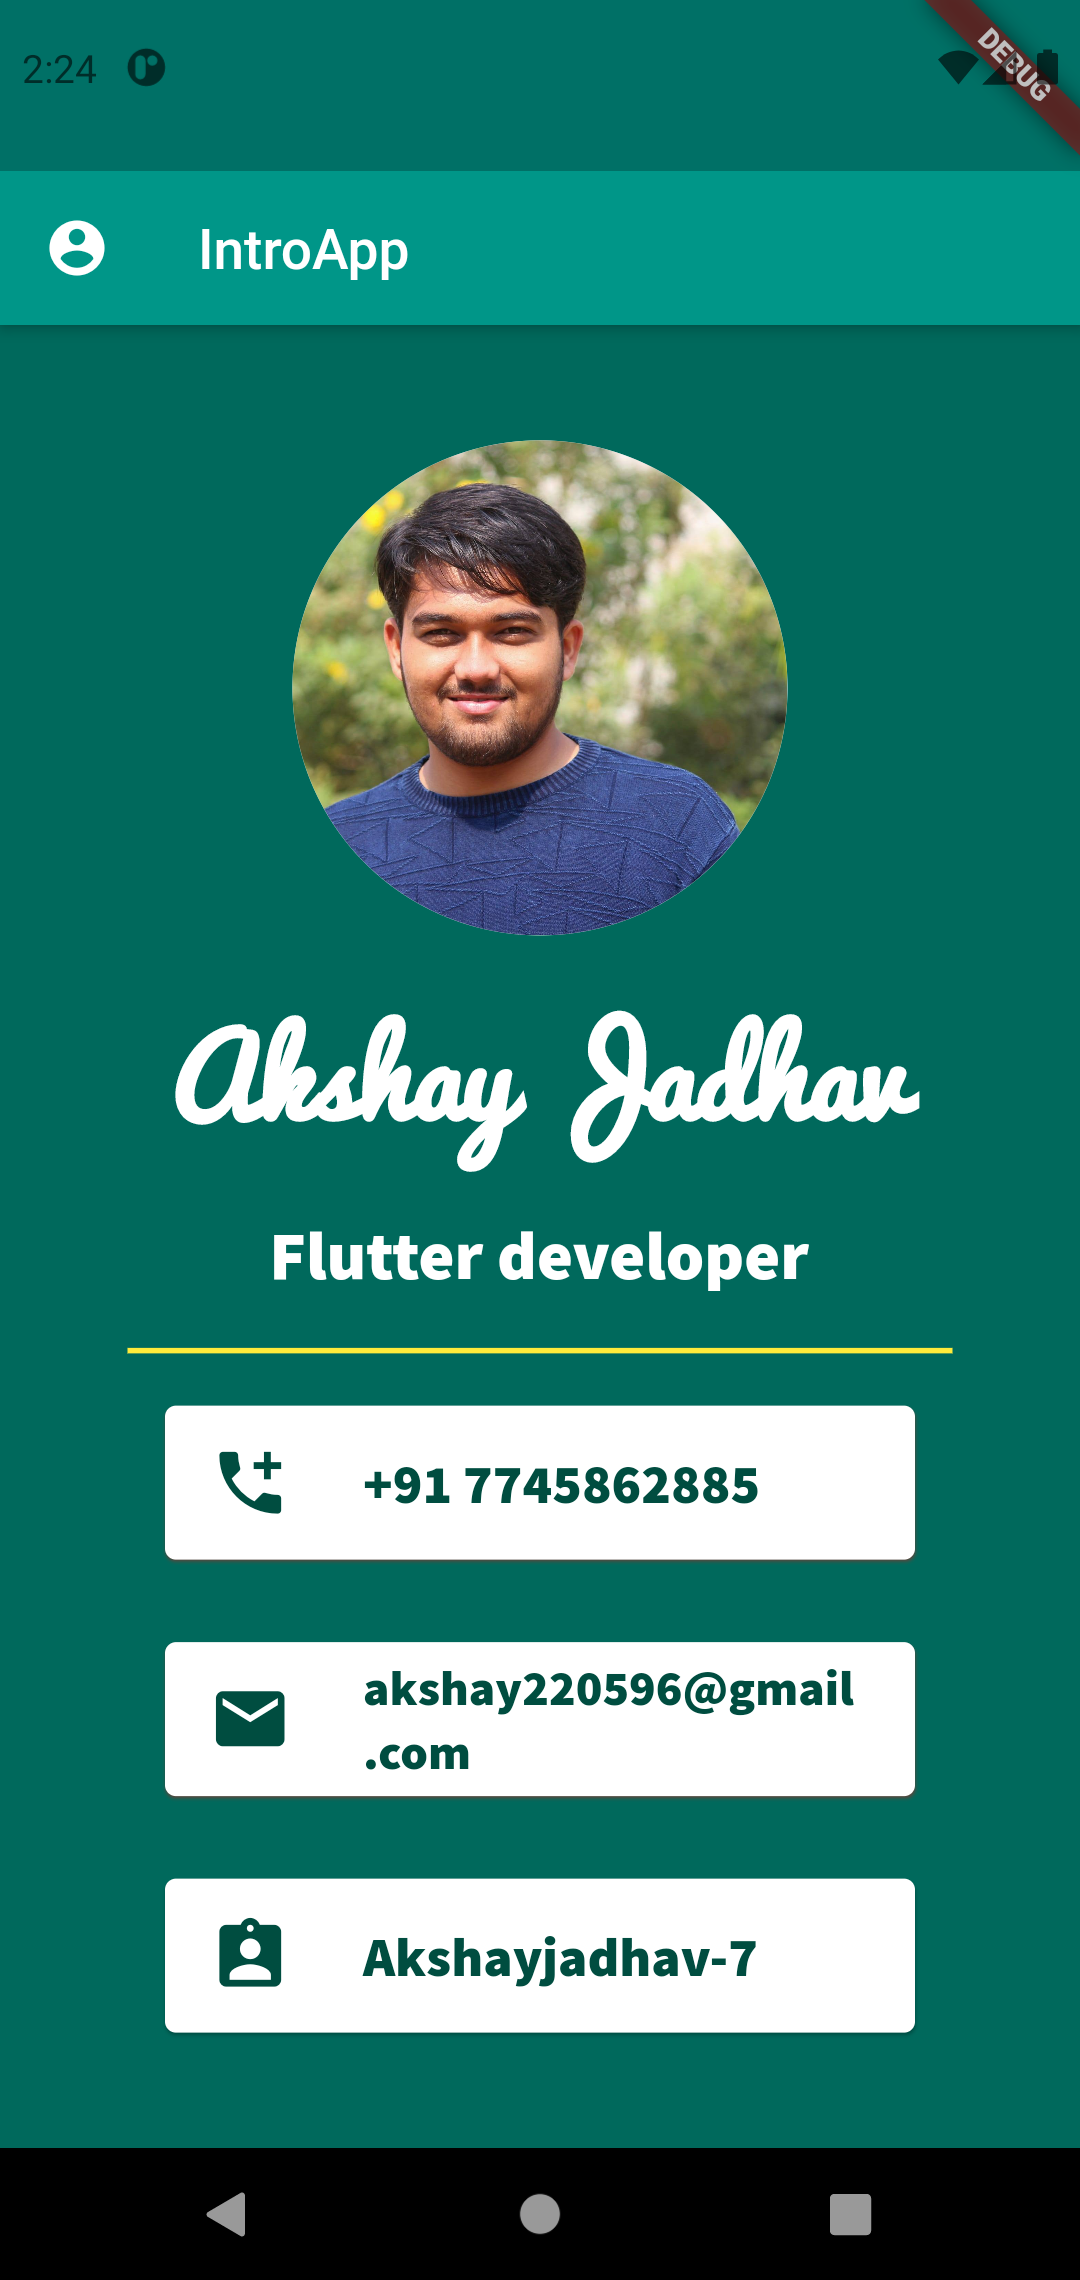 2:24
DEBUG
IntroApp
Akshay Jadhav
Flutter developer
+91 7745862885
akshay220596@gmail
.com
Akshayjadhav-7